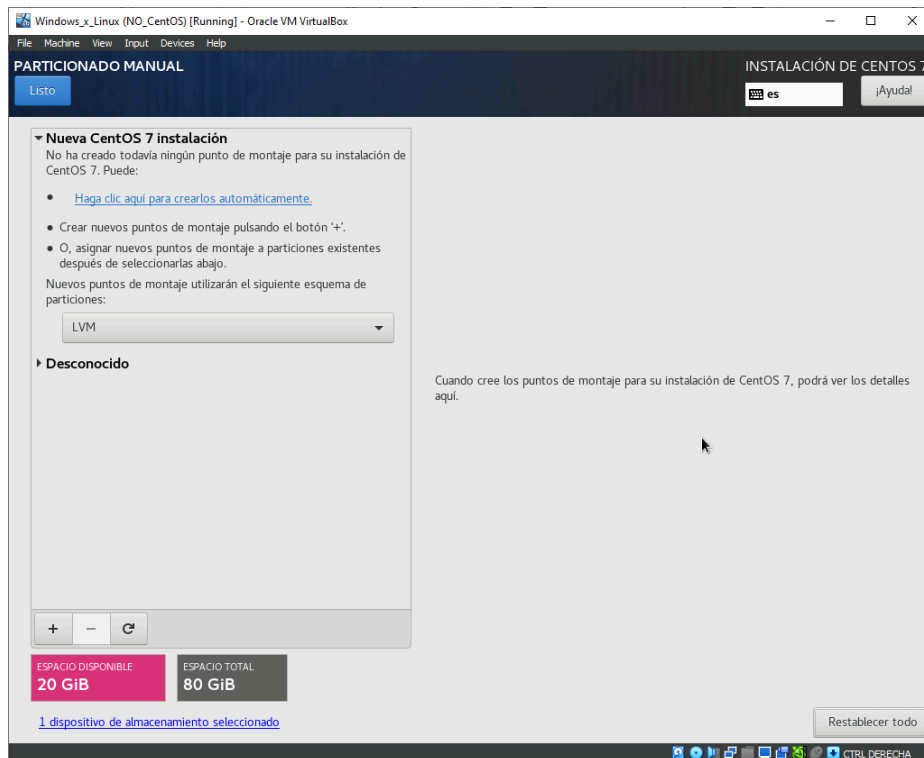 Windows_x_Linux (NO_CentOS) [Running] - Oracle VM VirtualBox
File Machine View Input Devices Help
PARTICIONADO MANUAL
INSTALACIÓN DE CENTOS 7
Listo
es
¡Ayuda!
Nueva CentOS 7 instalación
No ha creado todavía ningún punto de montaje para su instalación de
CentOS 7. Puede:
• Haga clic aquí para crearlos automáticamente.
• Crear nuevos puntos de montaje pulsando el botón '+'.
• O, asignar nuevos puntos de montaje a particiones existentes
después de seleccionarlas abajo.
Nuevos puntos de montaje utilizarán el siguiente esquema de
particiones:
LVM
Desconocido
Cuando cree los puntos de montaje para su instalación de CentOS 7, podrá ver los detalles
aquí.
+ −
ESPACIO DISPONIBLE
20 GiB
ESPACIO TOTAL
80 GiB
1 dispositivo de almacenamiento seleccionado
Restablecer todo
CTRL DERECHA